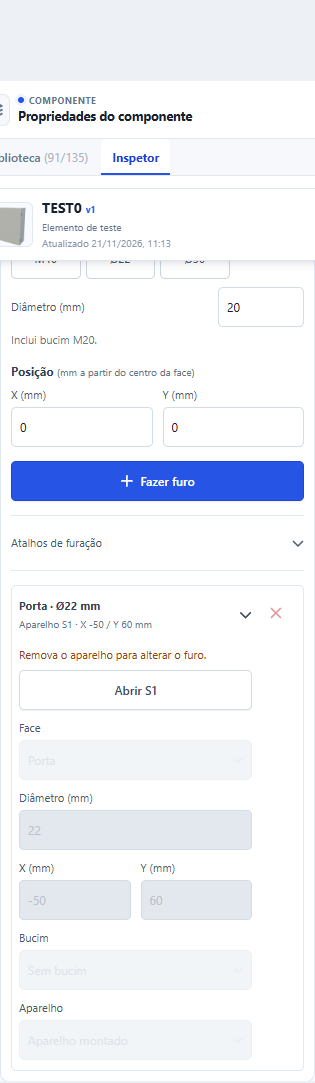 COMPONENTE
Propriedades do componente
blioteca (91/135) Inspetor
TEST0 v1
Elemento de teste
Atualizado 21/11/2026, 11:13
Diâmetro (mm) 20
Inclui bucim M20.
Posição (mm a partir do centro da face)
X (mm) Y (mm)
0 0
Fazer furo
Atalhos de furação
Porta · Ø22 mm
Aparelho S1 · X -50 / Y 60 mm
Remova o aparelho para alterar o furo.
Abrir S1
Face
Porta
Diâmetro (mm)
22
X (mm) Y (mm)
-50 60
Bucim
Sem bucim
Aparelho
Aparelho montado